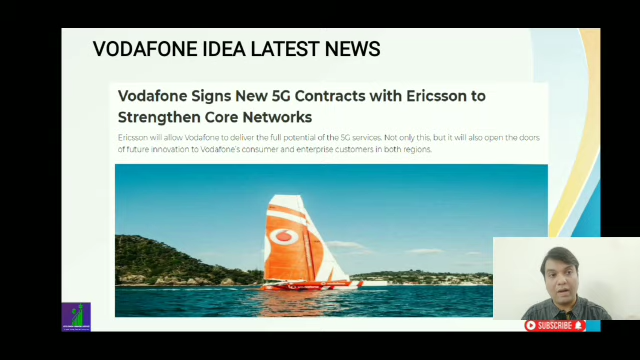 VODAFONE IDEA LATEST NEWS
Vodafone Signs New 5G Contracts with Ericsson to
Strengthen Core Networks
Ericsson will allow Vodafone to deliver the full potential of the 5G services. Not only this, but it will also open the doors
of future innovation to Vodafone's consumer and enterprise customers in both regions.
SUBSCRIBE